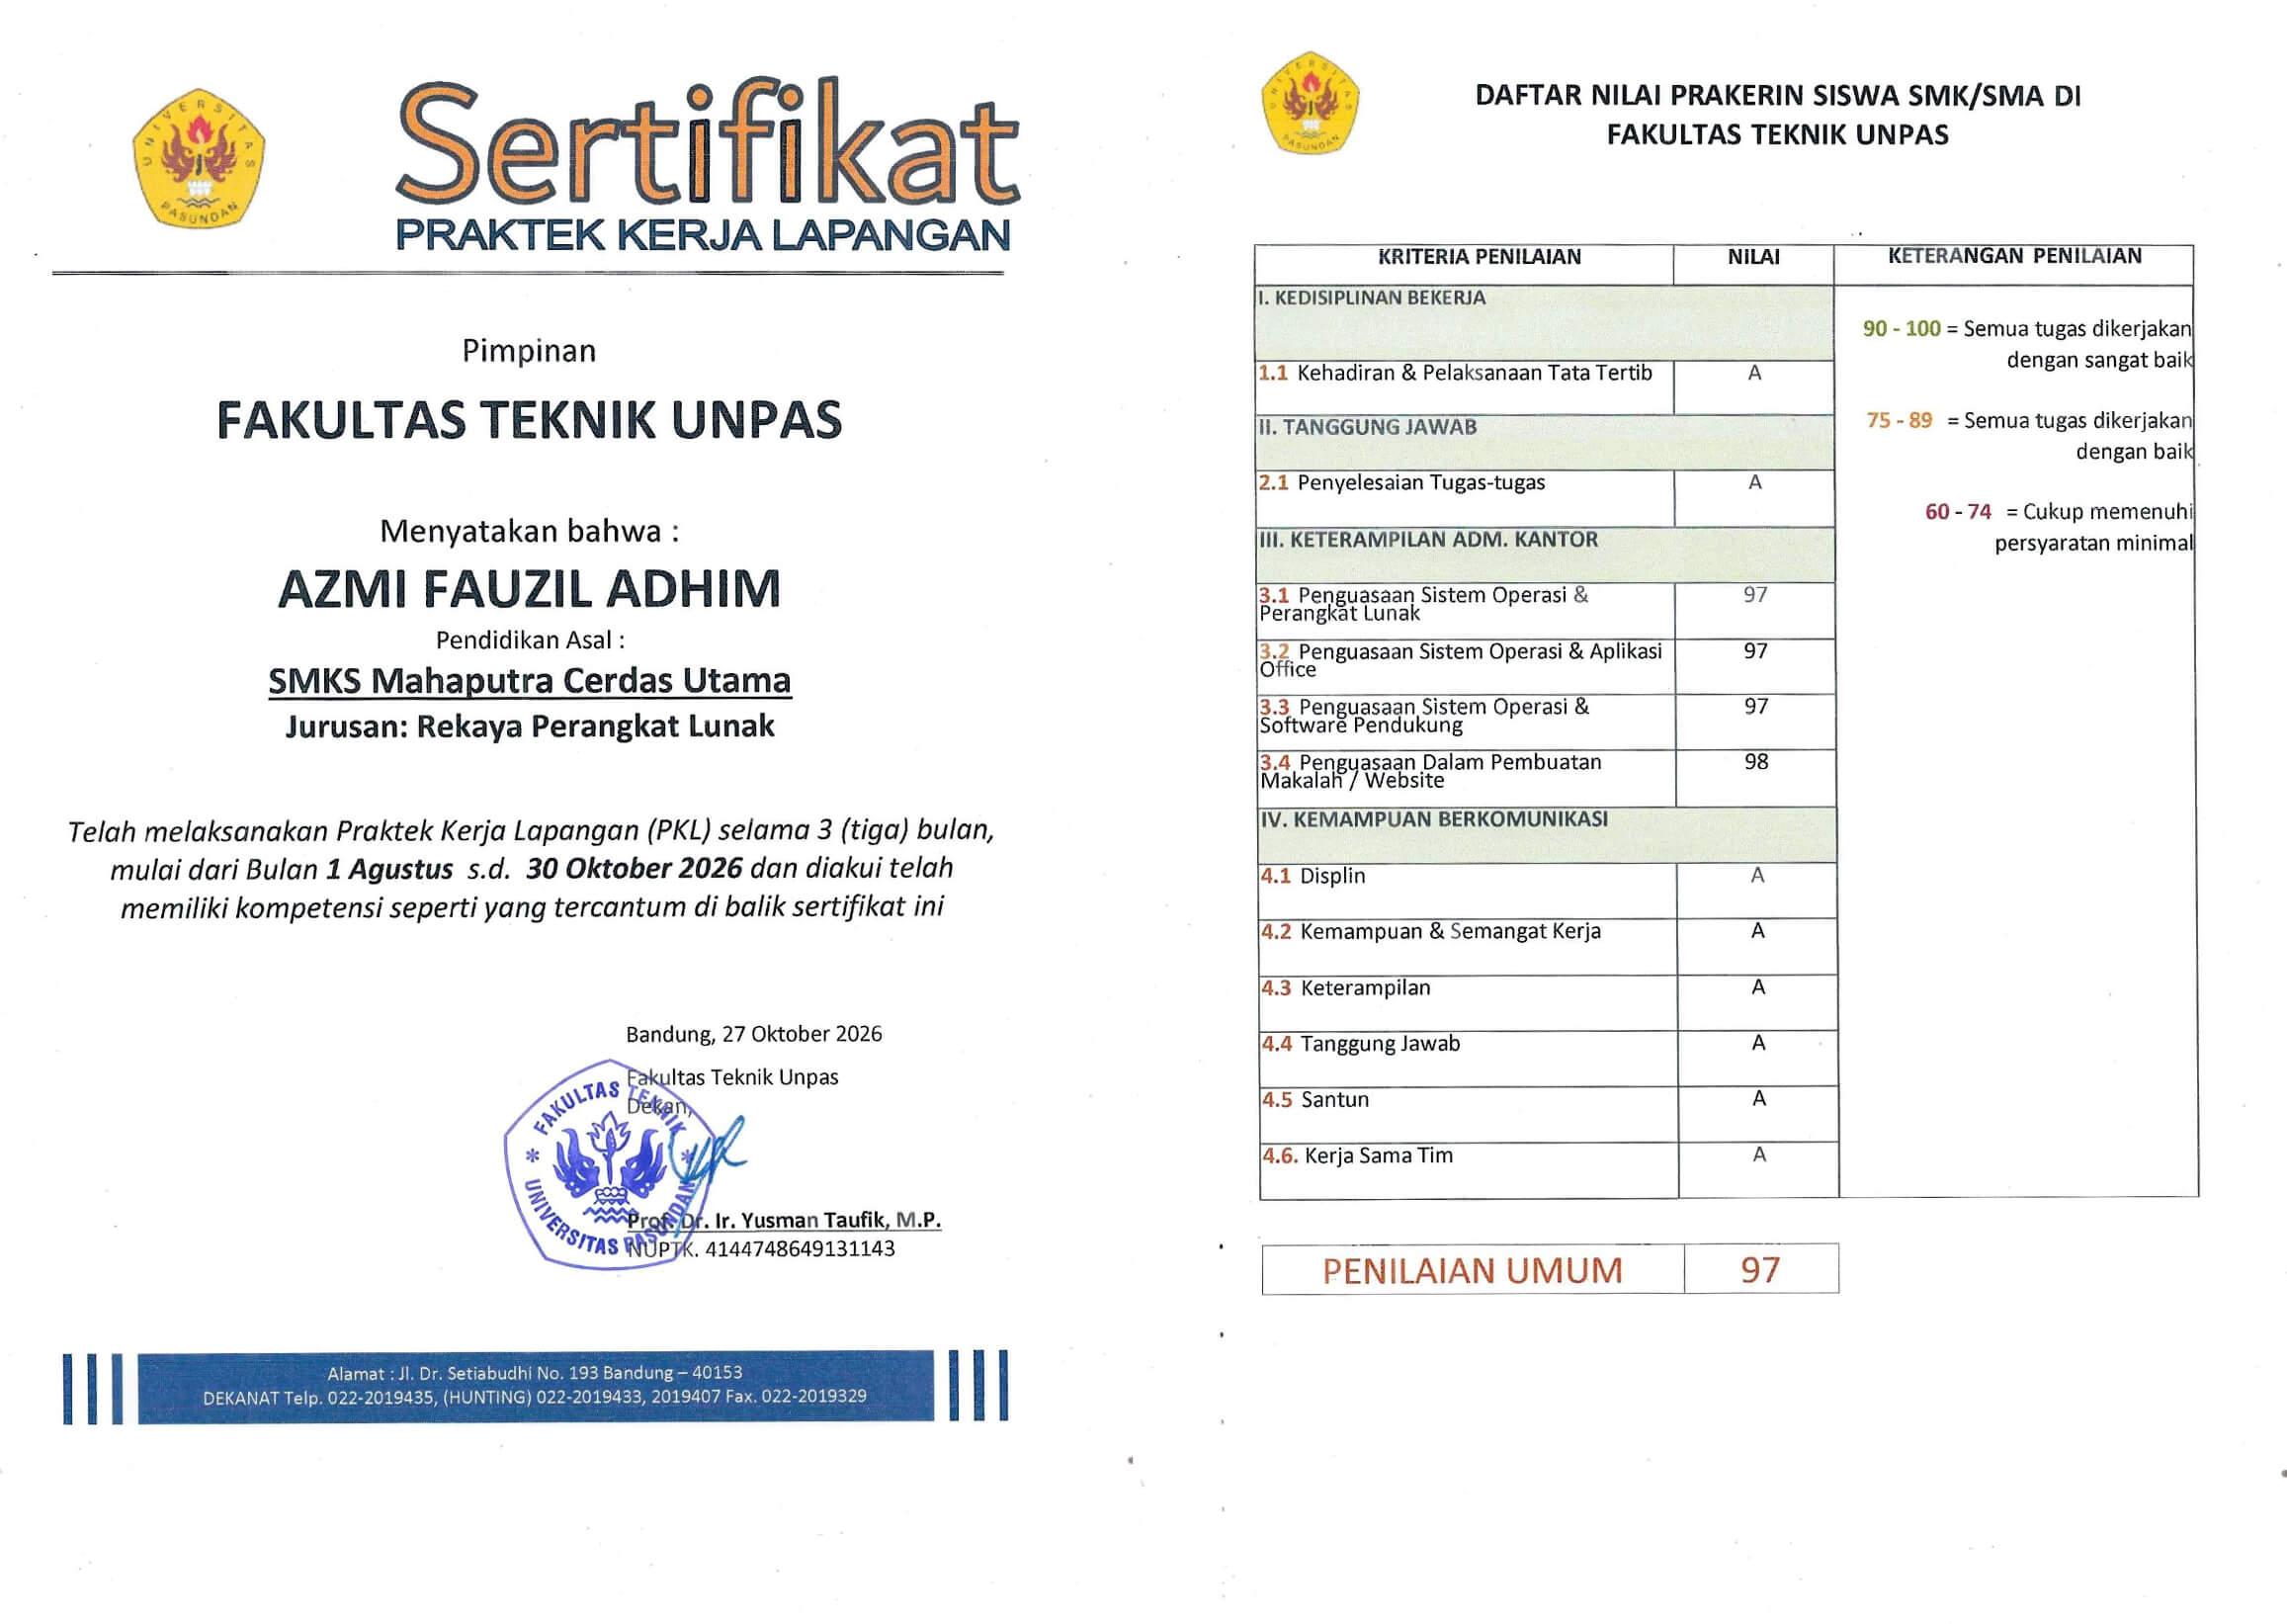 UNIVERSITAS
PASUNDAN
Sertifikat
PRAKTEK KERJA LAPANGAN
Pimpinan
FAKULTAS TEKNIK UNPAS
Menyatakan bahwa :
AZMI FAUZIL ADHIM
Pendidikan Asal :
SMKS Mahaputra Cerdas Utama
Jurusan: Rekaya Perangkat Lunak
Telah melaksanakan Praktek Kerja Lapangan (PKL) selama 3 (tiga) bulan,
mulai dari Bulan 1 Agustus s.d. 30 Oktober 2026 dan diakui telah
memiliki kompetensi seperti yang tercantum di balik sertifikat ini
Bandung, 27 Oktober 2026
Fakultas Teknik Unpas
Dekan,
FAKULTAS TEKNIK
* *
UNIVERSITAS PASUNDAN
Prof. Dr. Ir. Yusman Taufik, M.P.
NUPTK. 4144748649131143
Alamat : Jl. Dr. Setiabudhi No. 193 Bandung – 40153
DEKANAT Telp. 022-2019435, (HUNTING) 022-2019433, 2019407 Fax. 022-2019329
UNIVERSITAS
PASUNDAN
DAFTAR NILAI PRAKERIN SISWA SMK/SMA DI
FAKULTAS TEKNIK UNPAS
KRITERIA PENILAIAN NILAI KETERANGAN PENILAIAN
I. KEDISIPLINAN BEKERJA
1.1 Kehadiran & Pelaksanaan Tata Tertib A
II. TANGGUNG JAWAB
2.1 Penyelesaian Tugas-tugas A
III. KETERAMPILAN ADM. KANTOR
3.1 Penguasaan Sistem Operasi & 97
Perangkat Lunak
3.2 Penguasaan Sistem Operasi & Aplikasi 97
Office
3.3 Penguasaan Sistem Operasi & 97
Software Pendukung
3.4 Penguasaan Dalam Pembuatan 98
Makalah / Website
IV. KEMAMPUAN BERKOMUNIKASI
4.1 Displin A
4.2 Kemampuan & Semangat Kerja A
4.3 Keterampilan A
4.4 Tanggung Jawab A
4.5 Santun A
4.6. Kerja Sama Tim A
90 - 100 = Semua tugas dikerjakan
dengan sangat baik
75 - 89 = Semua tugas dikerjakan
dengan baik
60 - 74 = Cukup memenuhi
persyaratan minimal
PENILAIAN UMUM 97